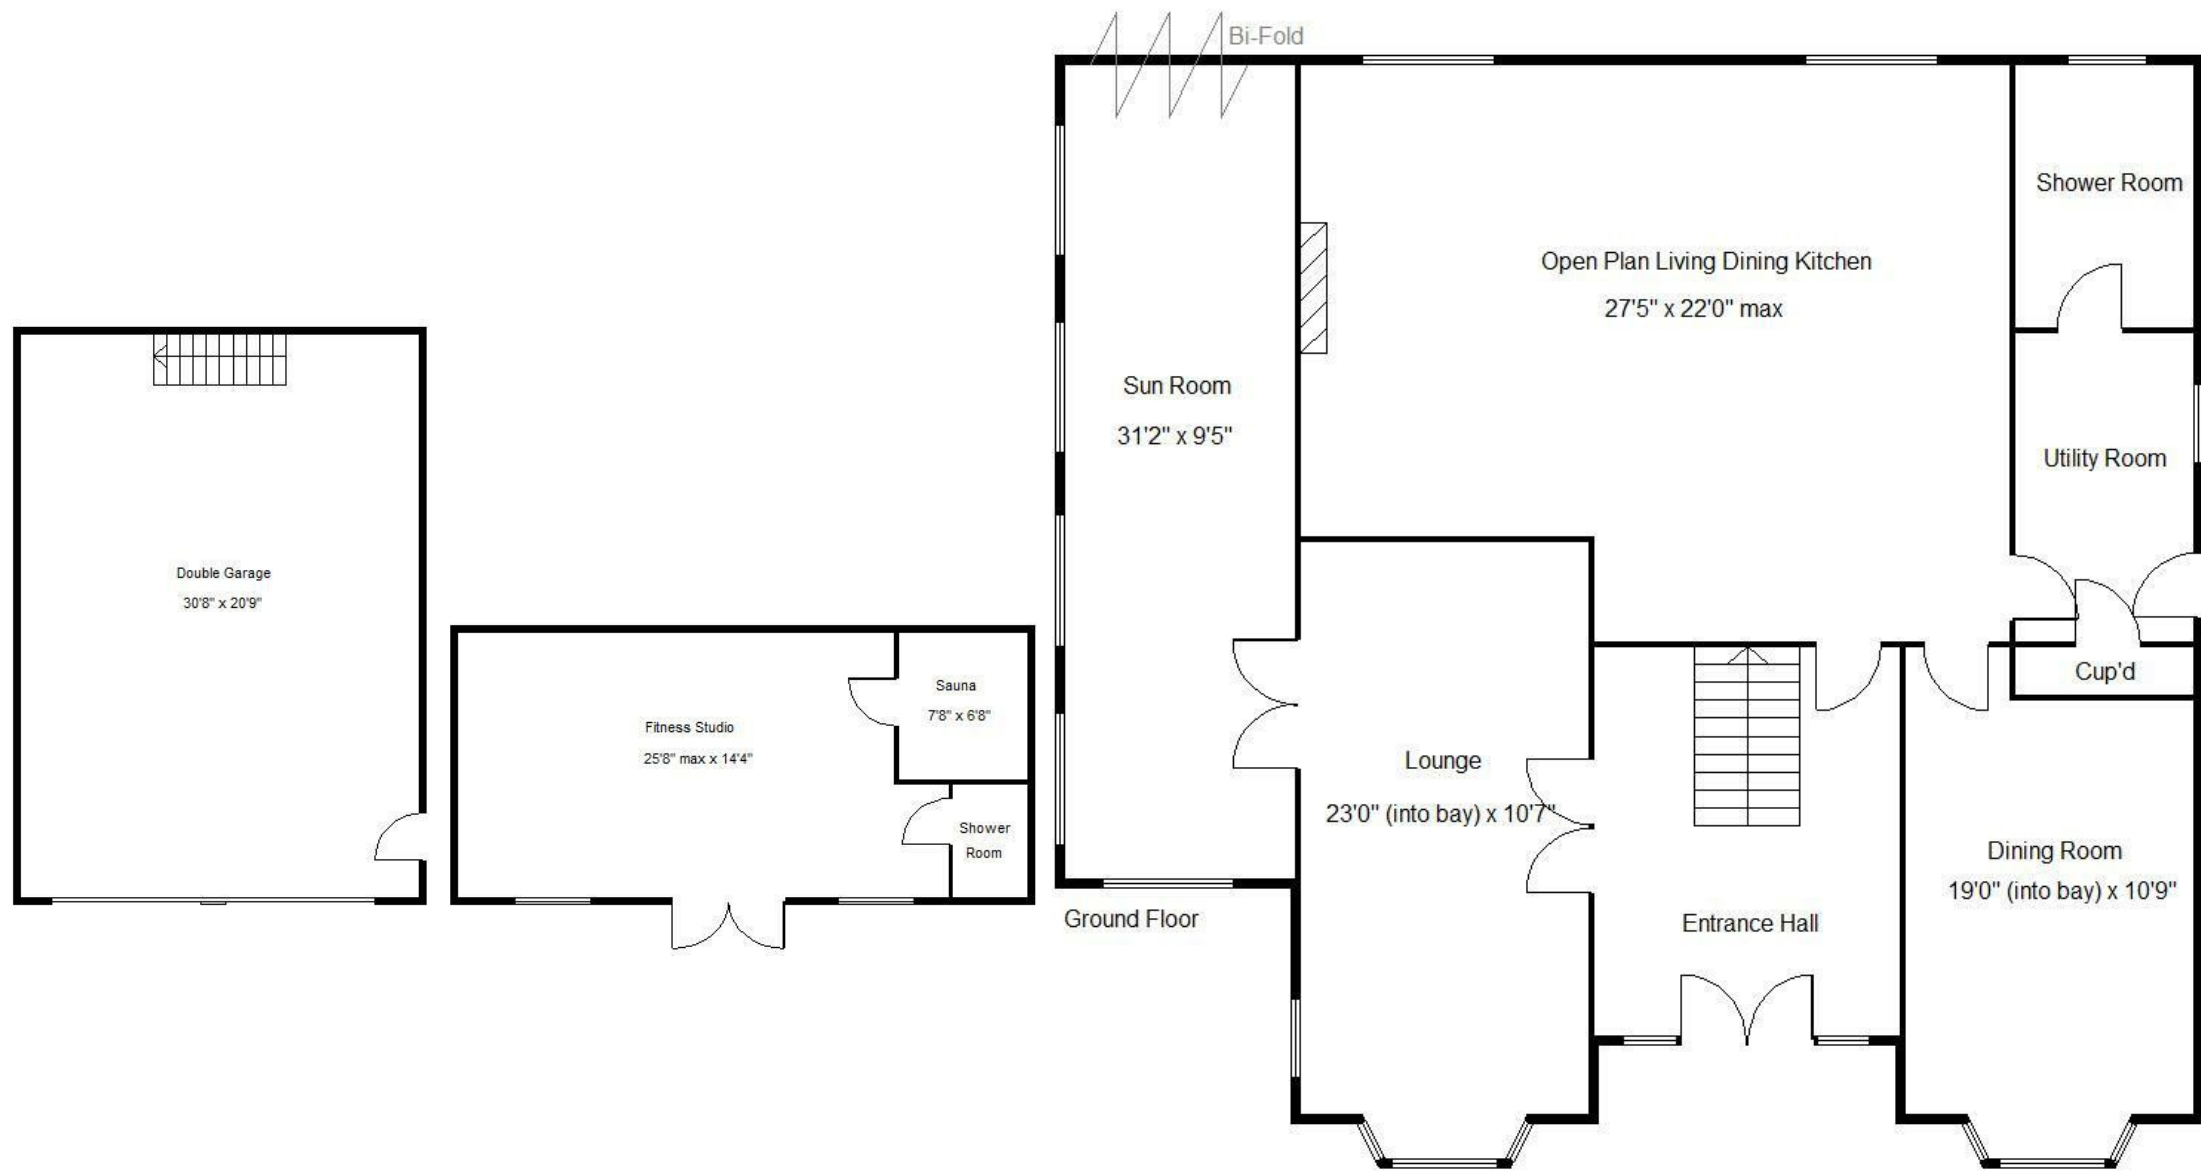 Bi-Fold
Shower Room
Open Plan Living Dining Kitchen
27'5" x 22'0" max
Sun Room
31'2" x 9'5"
Utility Room
Double Garage
30'8" x 20'9"
Cup'd
Sauna
7'8" x 6'8"
Fitness Studio
25'8" max x 14'4"
Shower
Room
Lounge
23'0" (into bay) x 10'7"
Dining Room
19'0" (into bay) x 10'9"
Entrance Hall
Ground Floor